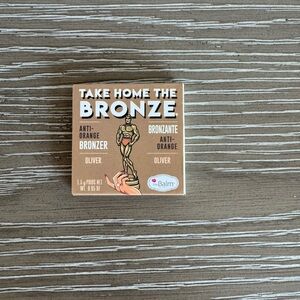 TAKE HOME THE
BRONZE
ANTI-
ORANGE
BRONZER
OLIVER
BRONZANTE
ANTI-
ORANGE
OLIVER
theBalm